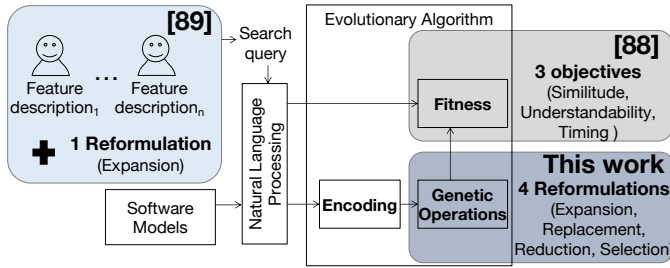 [89]
Feature
description1
...
Feature
descriptionn
1 Reformulation
(Expansion)
Search
query
Software
Models
Natural Language
Processing
Evolutionary Algorithm
Encoding
Fitness
Genetic
Operations
[88]
3 objectives
(Similitude,
Understandability,
Timing )
This work
4 Reformulations
(Expansion,
Replacement,
Reduction, Selection)